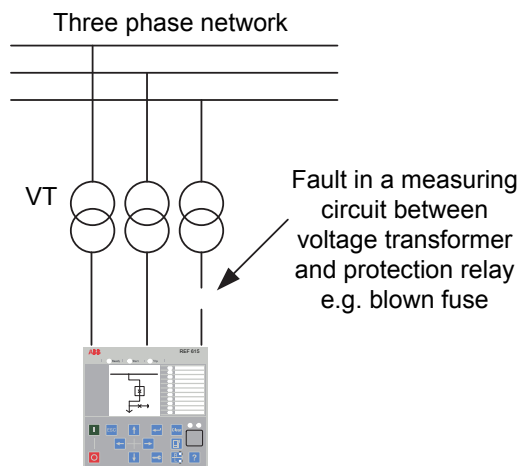 Three phase network
VT
Fault in a measuring
circuit between
voltage transformer
and protection relay
e.g. blown fuse
ABB
REF 615